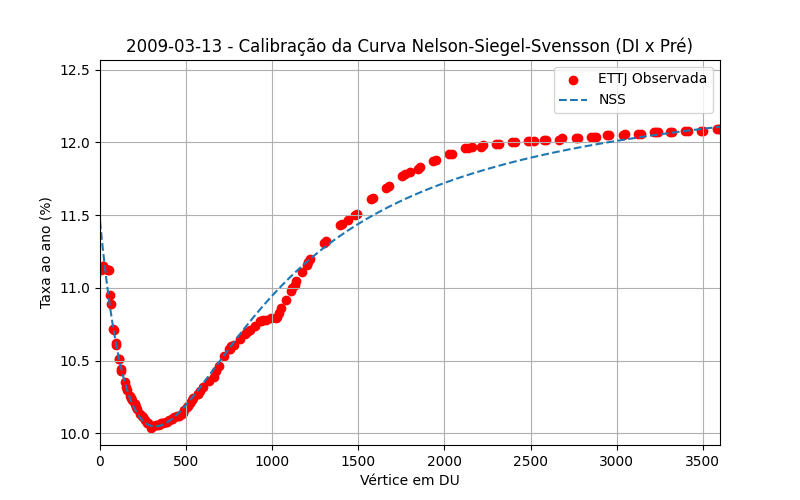 2009-03-13 - Calibração da Curva Nelson-Siegel-Svensson (DI x Pré)
ETTJ Observada
NSS
Taxa ao ano (%)
12.5
12.0
11.5
11.0
10.5
10.0
0 500 1000 1500 2000 2500 3000 3500
Vértice em DU